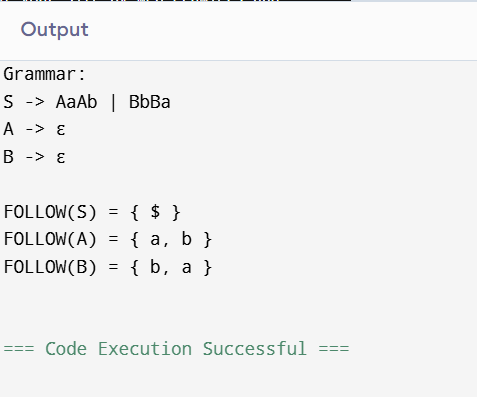 Output
Grammar:
S -> AaAb | BbBa
A -> ε
B -> ε
FOLLOW(S) = { $ }
FOLLOW(A) = { a, b }
FOLLOW(B) = { b, a }
=== Code Execution Successful ===